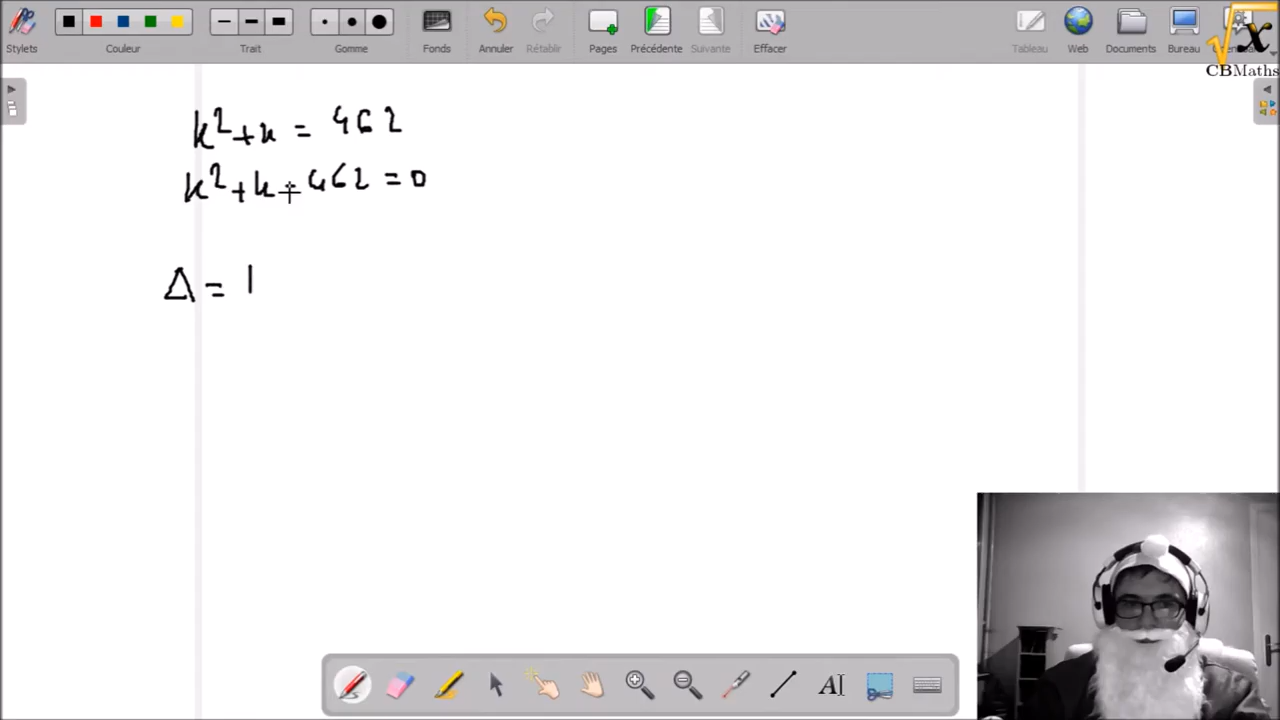 Stylets Couleur Trait Gomme Fonds Annuler Rétablir Pages Précédente Suivante Effacer Tableau Web Documents Bureau
√x
CBMaths
k²+k = 462
k²+k-462 = 0
Δ = 1
AI